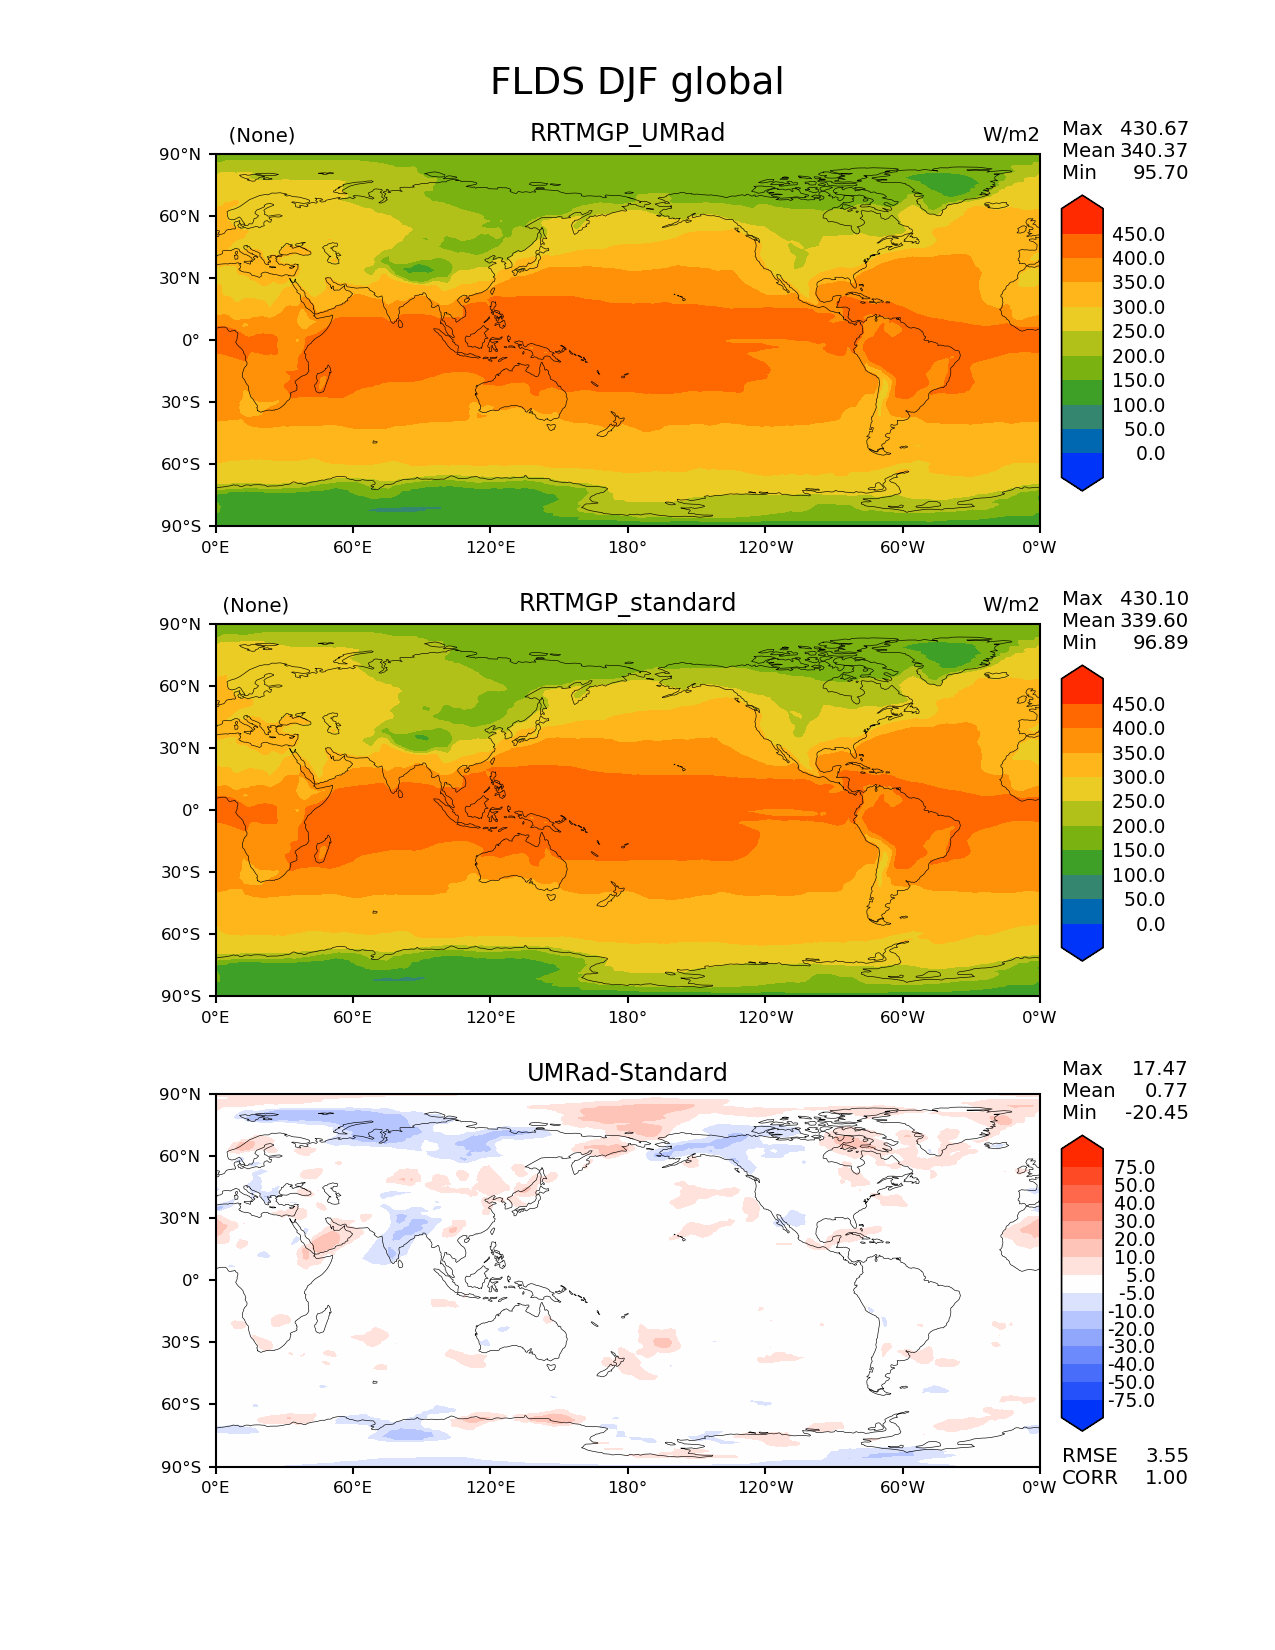 FLDS DJF global
(None) RRTMGP_UMRad W/m2
Max 430.67
Mean 340.37
Min 95.70
90°N
60°N
30°N
0°
30°S
60°S
90°S
0°E 60°E 120°E 180° 120°W 60°W 0°W
450.0
400.0
350.0
300.0
250.0
200.0
150.0
100.0
50.0
0.0
(None) RRTMGP_standard W/m2
Max 430.10
Mean 339.60
Min 96.89
90°N
60°N
30°N
0°
30°S
60°S
90°S
0°E 60°E 120°E 180° 120°W 60°W 0°W
450.0
400.0
350.0
300.0
250.0
200.0
150.0
100.0
50.0
0.0
UMRad-Standard
Max 17.47
Mean 0.77
Min -20.45
90°N
60°N
30°N
0°
30°S
60°S
90°S
0°E 60°E 120°E 180° 120°W 60°W 0°W
75.0
50.0
40.0
30.0
20.0
10.0
5.0
-5.0
-10.0
-20.0
-30.0
-40.0
-50.0
-75.0
RMSE 3.55
CORR 1.00